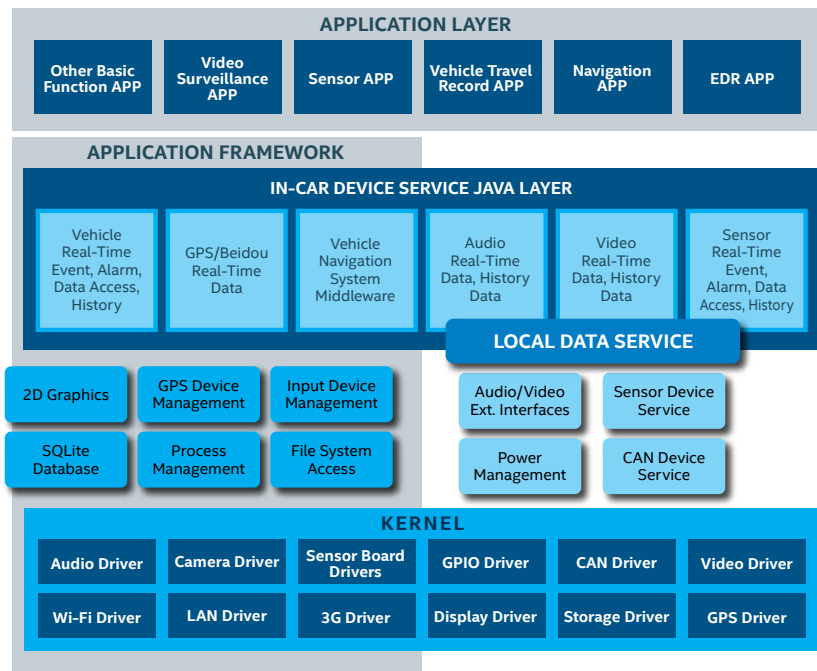 APPLICATION LAYER
Other Basic
Function APP
Video
Surveillance
APP
Sensor APP
Vehicle Travel
Record APP
Navigation
APP
EDR APP
APPLICATION FRAMEWORK
IN-CAR DEVICE SERVICE JAVA LAYER
Vehicle
Real-Time
Event, Alarm,
Data Access,
History
GPS/Beidou
Real-Time
Data
Vehicle
Navigation
System
Middleware
Audio
Real-Time
Data, History
Data
Video
Real-Time
Data, History
Data
Sensor
Real-Time
Event,
Alarm, Data
Access, History
LOCAL DATA SERVICE
2D Graphics
GPS Device
Management
Input Device
Management
Audio/Video
Ext. Interfaces
Sensor Device
Service
SQLite
Database
Process
Management
File System
Access
Power
Management
CAN Device
Service
KERNEL
Audio Driver
Camera Driver
Sensor Board
Drivers
GPIO Driver
CAN Driver
Video Driver
Wi-Fi Driver
LAN Driver
3G Driver
Display Driver
Storage Driver
GPS Driver